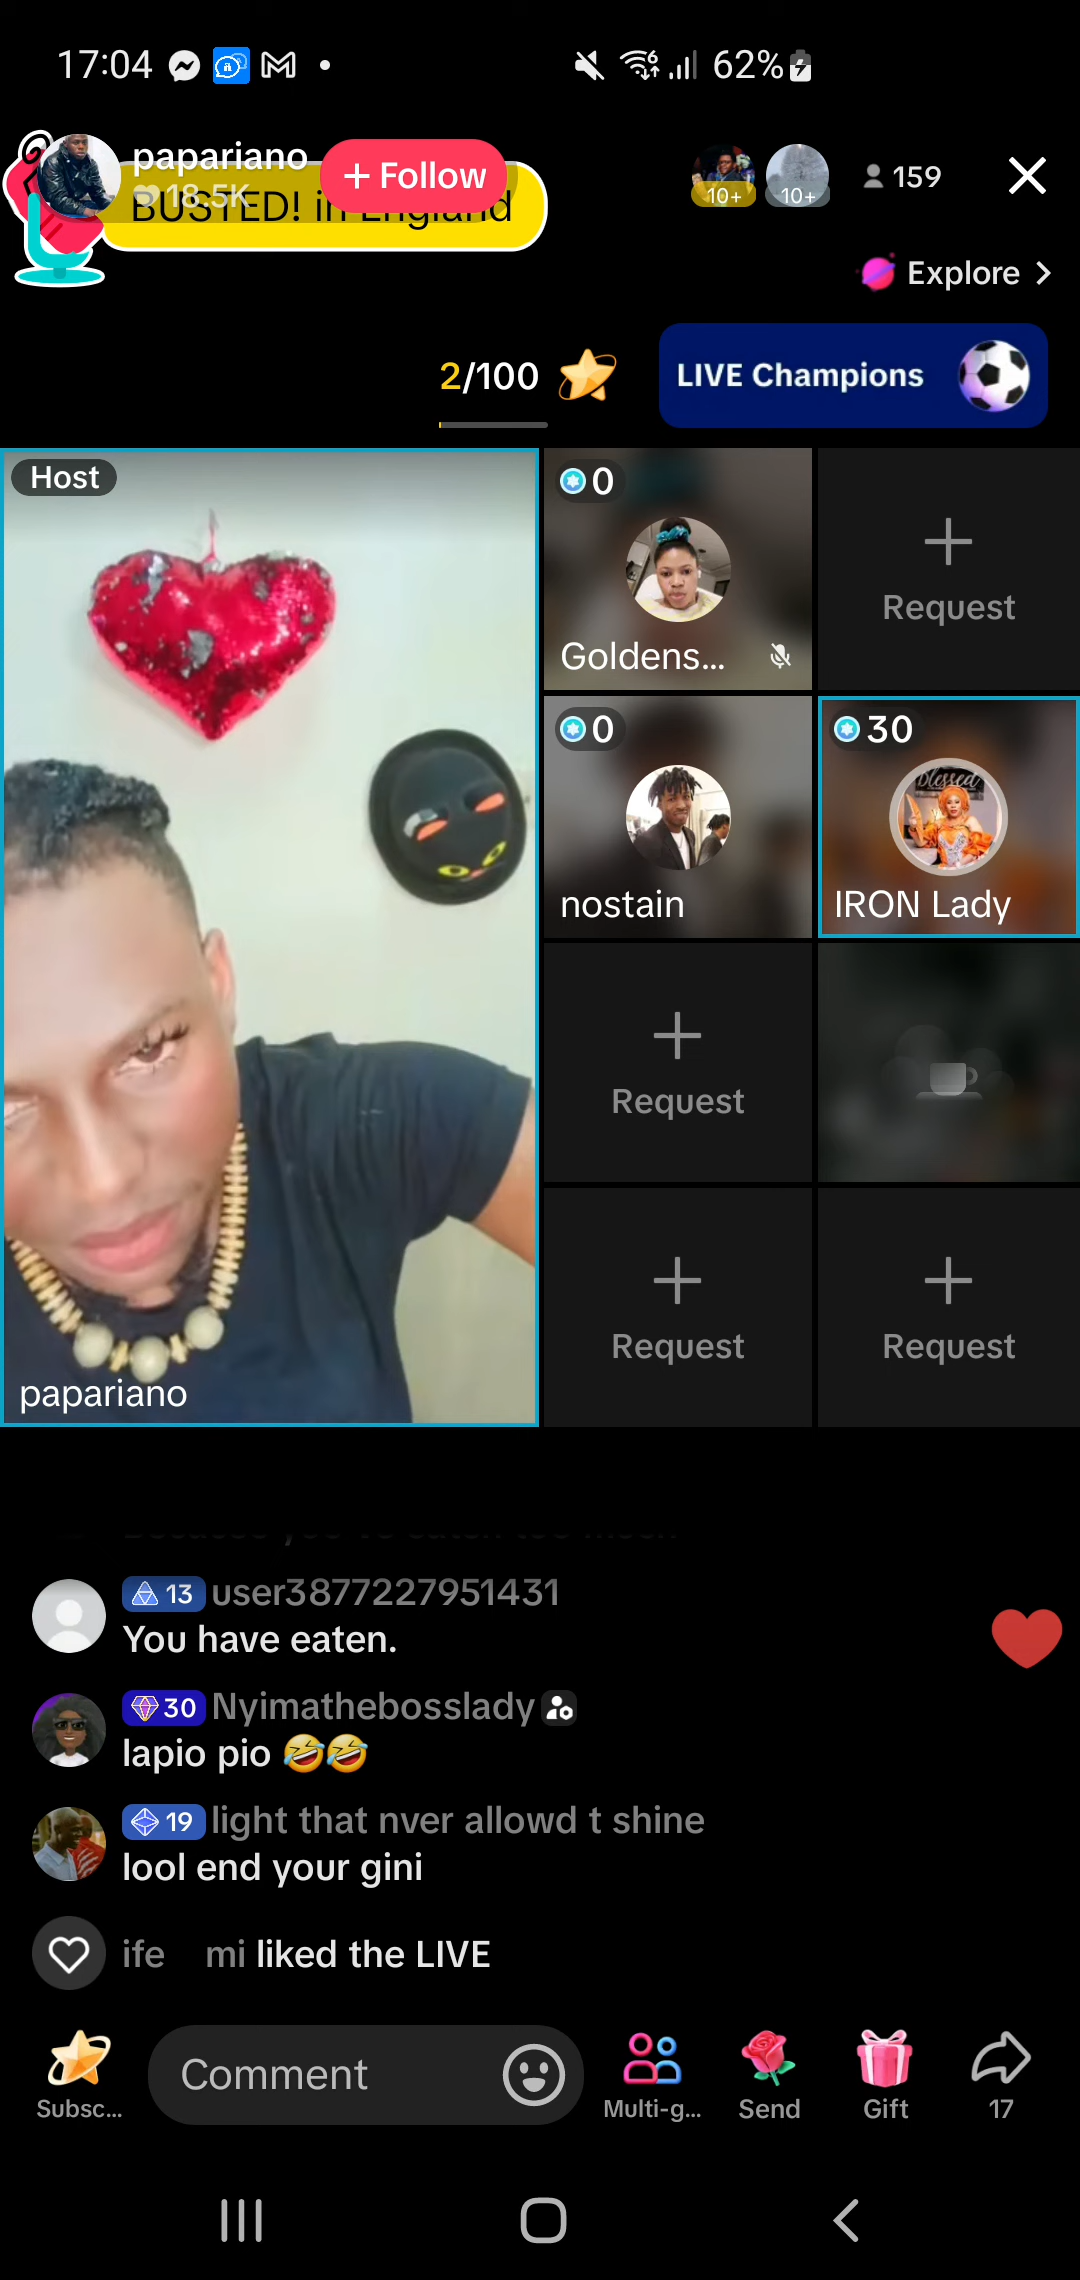 17:04
62%
paparino
18.5K
+ Follow
BUSTED! in England
10+
10+
159
Explore >
2/100
LIVE Champions
Host
0
Goldens...
Request
0
nostain
30
Blessed
IRON Lady
Request
Request
Request
papariano
13 user3877227951431
You have eaten.
30 Nyimathebosslady
lapio pio 🤣🤣
19 light that nver allowd t shine
lool end your gini
ife mi liked the LIVE
Subsc...
Comment
Multi-g...
Send
Gift
17